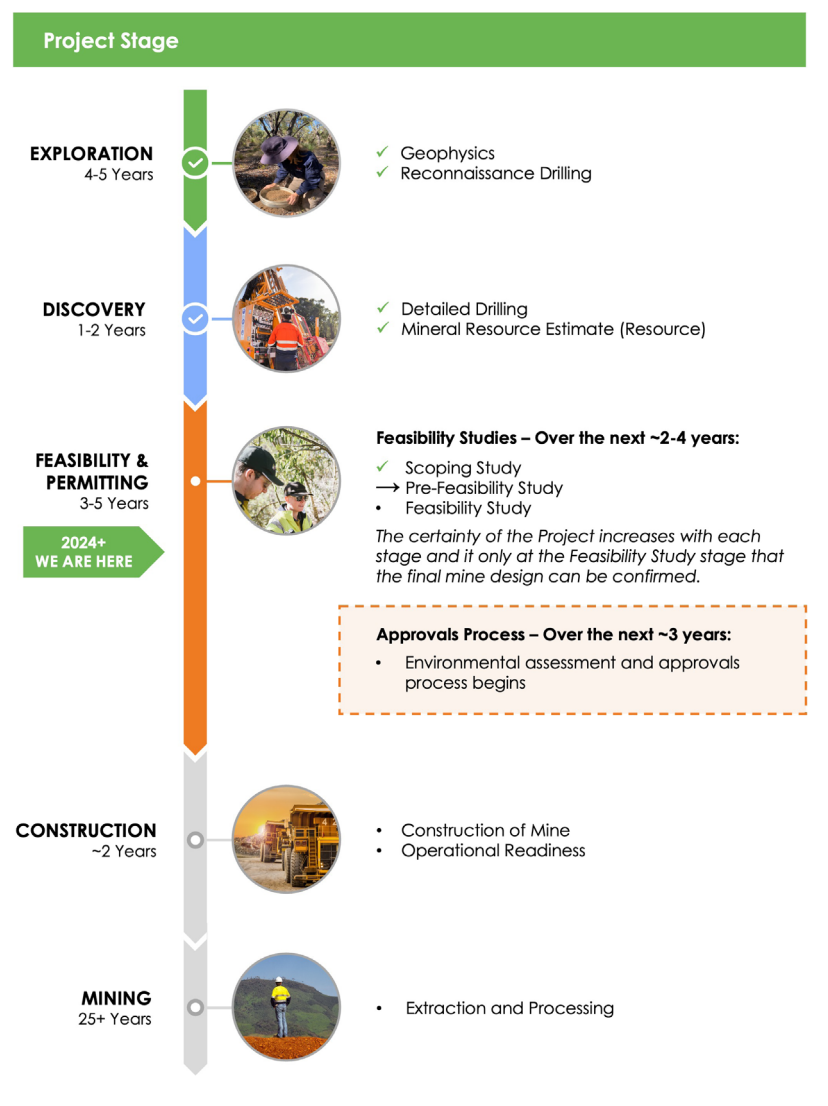 Project Stage
EXPLORATION
4-5 Years
✓ Geophysics
✓ Reconnaissance Drilling
DISCOVERY
1-2 Years
✓ Detailed Drilling
✓ Mineral Resource Estimate (Resource)
FEASIBILITY &
PERMITTING
3-5 Years
2024+
WE ARE HERE
Feasibility Studies – Over the next ~2-4 years:
✓ Scoping Study
→ Pre-Feasibility Study
• Feasibility Study
The certainty of the Project increases with each
stage and it only at the Feasibility Study stage that
the final mine design can be confirmed.
Approvals Process – Over the next ~3 years:
• Environmental assessment and approvals
process begins
CONSTRUCTION
~2 Years
• Construction of Mine
• Operational Readiness
MINING
25+ Years
• Extraction and Processing